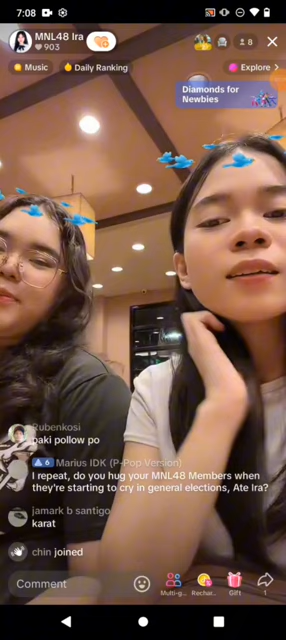 7:08
MNL48 Ira
903
8
Music
Daily Ranking
Explore
Diamonds for
Newbies
Rubenkosi
paki pollow po
6 Marius IDK (P-Pop Version)
I repeat, do you hug your MNL48 Members when
they're starting to cry in general elections, Ate Ira?
jamark b santigo
karat
chin joined
Comment
Multi-g...
Rechar...
Gift
1